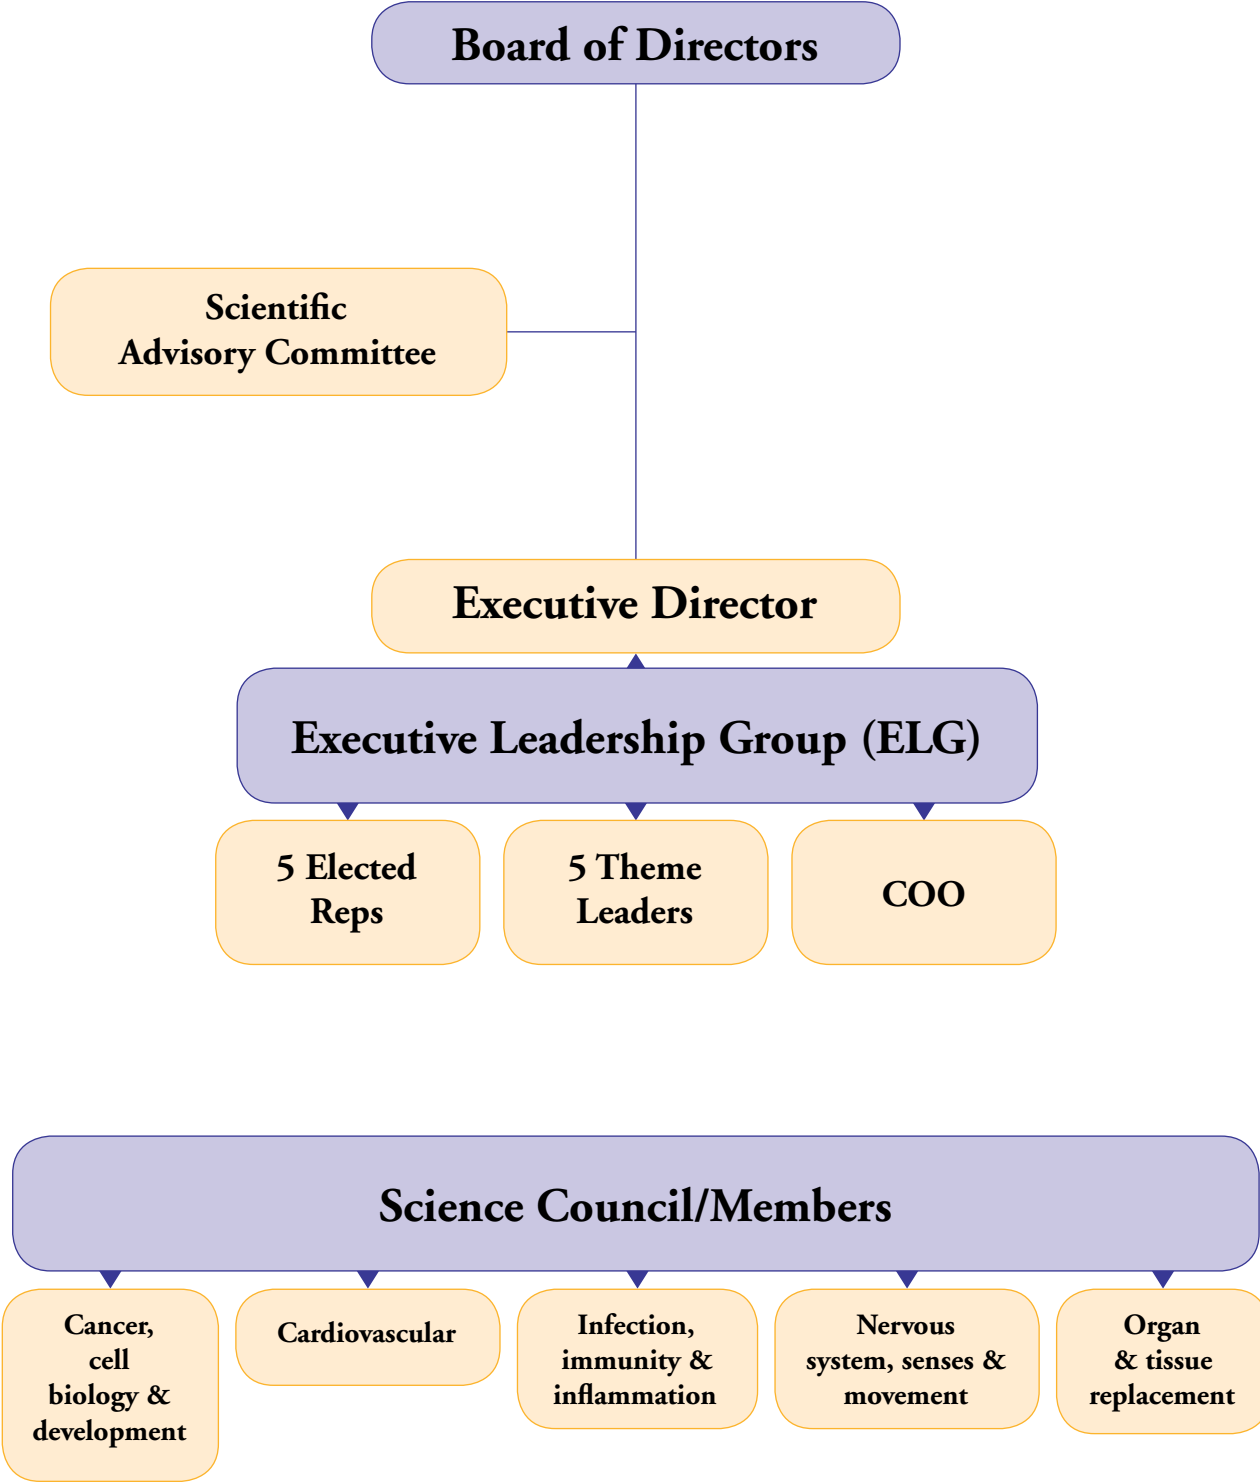 Board of Directors
Scientific
Advisory Committee
Executive Director
Executive Leadership Group (ELG)
5 Elected
Reps
5 Theme
Leaders
COO
Science Council/Members
Cancer,
cell
biology &
development
Cardiovascular
Infection,
immunity &
inflammation
Nervous
system, senses &
movement
Organ
& tissue
replacement